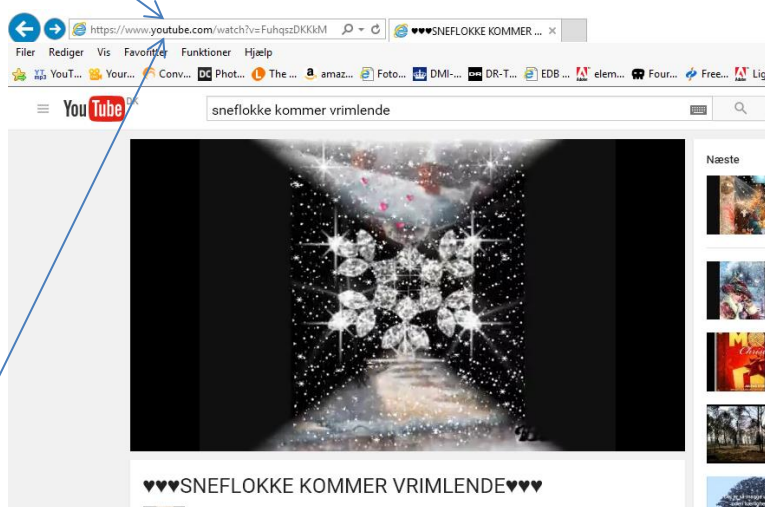 https://www.youtube.com/watch?v=FuhqszDKKkM ♥♥♥SNEFLOKKE KOMMER ...
Filer Rediger Vis Favoritter Funktioner Hjælp
YouT... Your... Conv... Phot... The ... amaz... Foto... DMI-... DR-T... EDB ... elem... Four... Free... Lig
YouTube DK sneflokke kommer vrimlende
Næste
♥♥♥SNEFLOKKE KOMMER VRIMLENDE♥♥♥